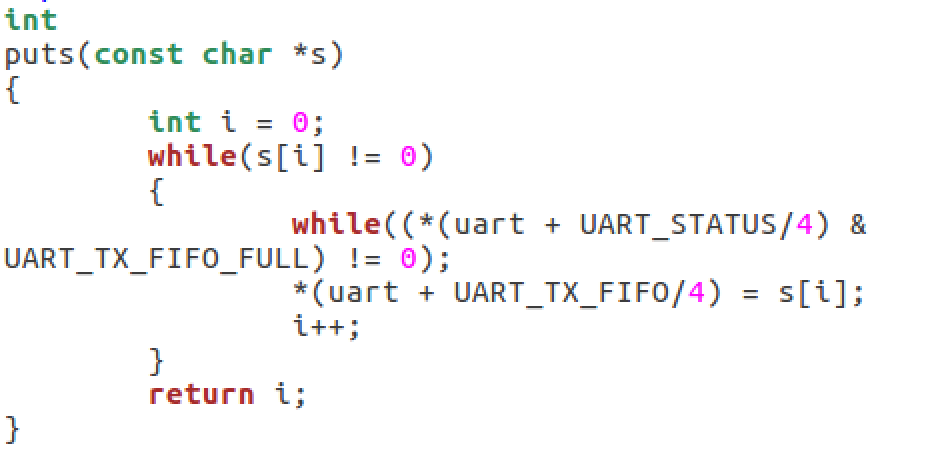 int
puts(const char *s)
{
int i = 0;
while(s[i] != 0)
{
while((*(uart + UART_STATUS/4) &
UART_TX_FIFO_FULL) != 0);
*(uart + UART_TX_FIFO/4) = s[i];
i++;
}
return i;
}